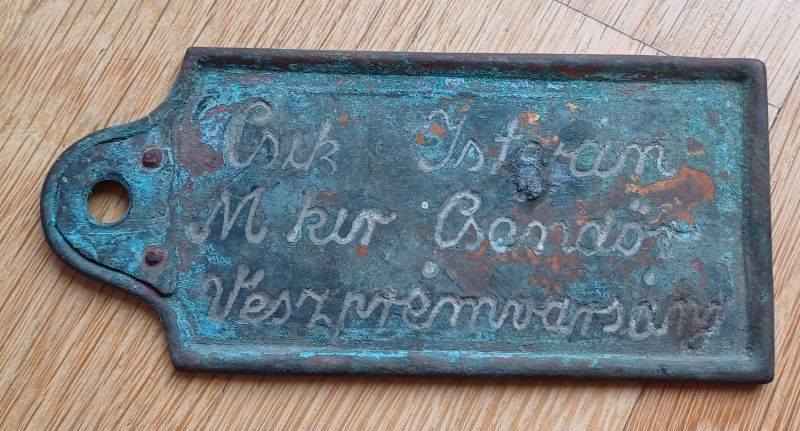 Csik István
M kir Csendőr
Veszprémvarsány